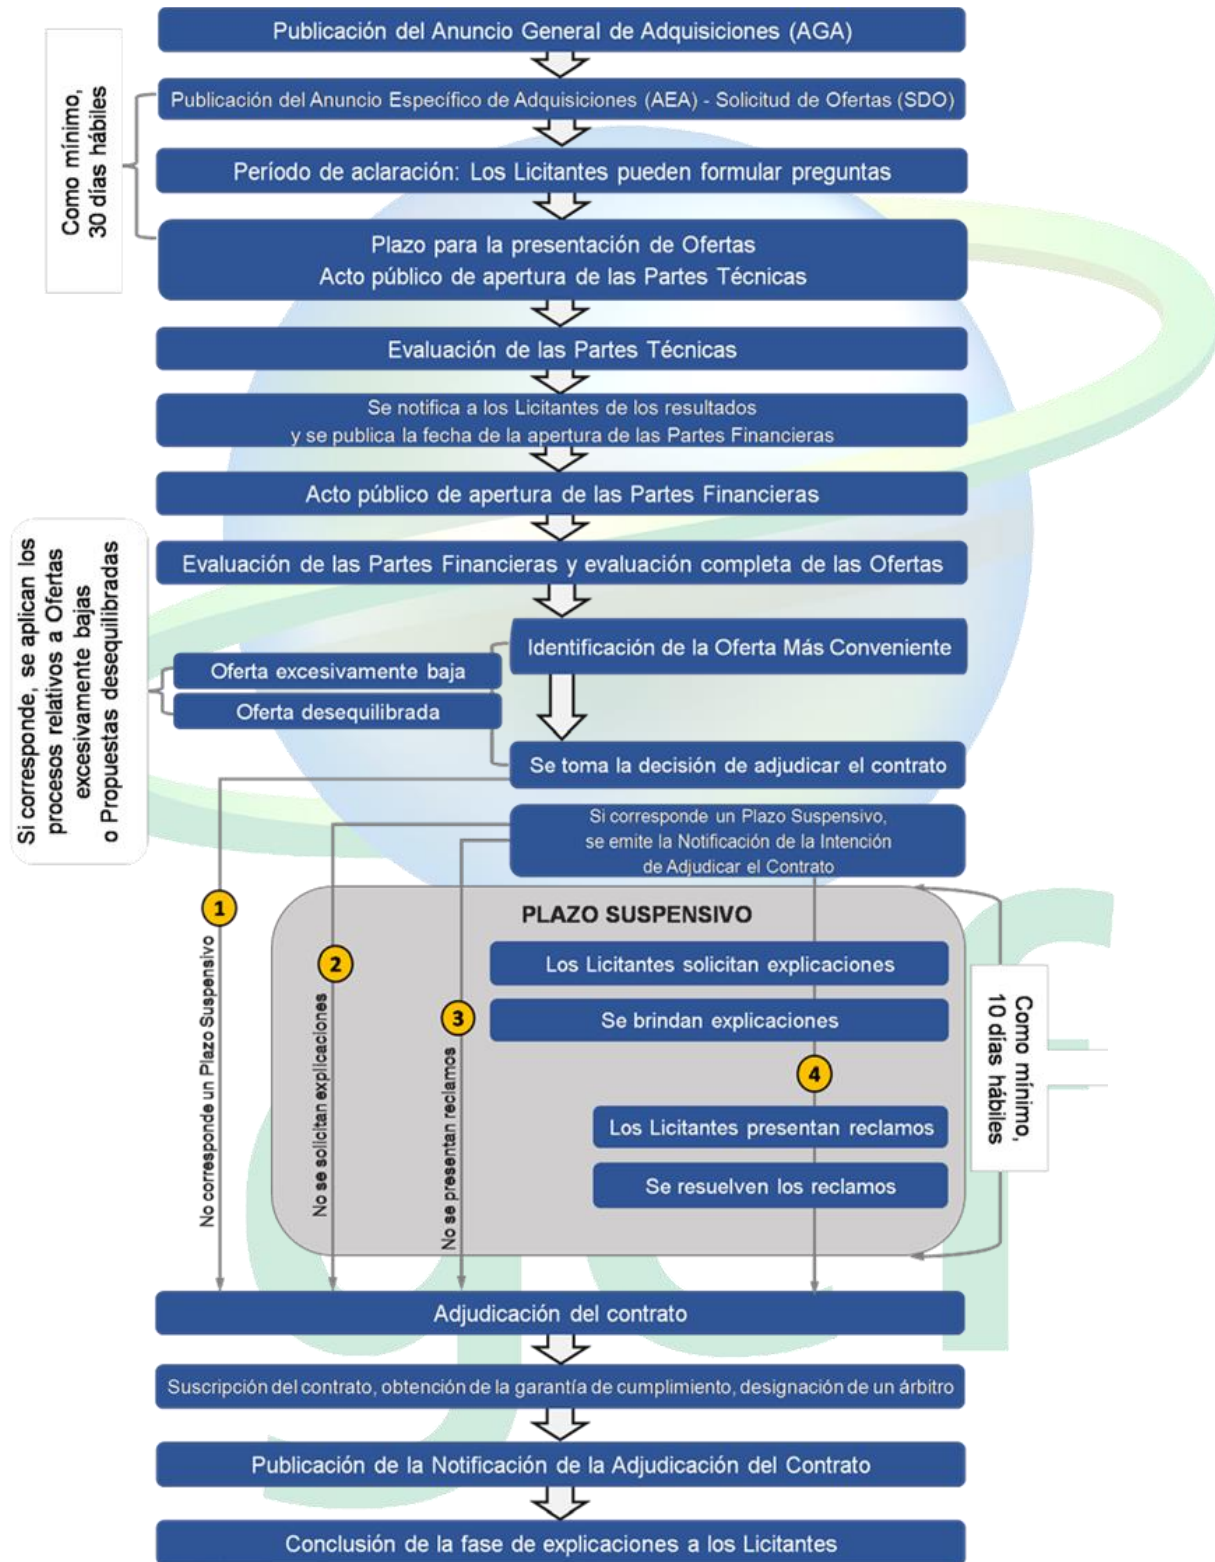 Publicación del Anuncio General de Adquisiciones (AGA)
Como mínimo,
30 días hábiles
Publicación del Anuncio Específico de Adquisiciones (AEA) - Solicitud de Ofertas (SDO)
Período de aclaración: Los Licitantes pueden formular preguntas
Plazo para la presentación de Ofertas
Acto público de apertura de las Partes Técnicas
Evaluación de las Partes Técnicas
Se notifica a los Licitantes de los resultados
y se publica la fecha de la apertura de las Partes Financieras
Acto público de apertura de las Partes Financieras
Evaluación de las Partes Financieras y evaluación completa de las Ofertas
Si corresponde, se aplican los
procesos relativos a Ofertas
excesivamente bajas
o Propuestas desequilibradas
Identificación de la Oferta Más Conveniente
Oferta excesivamente baja
Oferta desequilibrada
Se toma la decisión de adjudicar el contrato
Si corresponde un Plazo Suspensivo,
se emite la Notificación de la Intención
de Adjudicar el Contrato
PLAZO SUSPENSIVO
1
No corresponde un Plazo Suspensivo
2
No se solicitan explicaciones
3
No se presentan reclamos
Los Licitantes solicitan explicaciones
Se brindan explicaciones
4
Los Licitantes presentan reclamos
Se resuelven los reclamos
Como mínimo,
10 días hábiles
Adjudicación del contrato
Suscripción del contrato, obtención de la garantía de cumplimiento, designación de un árbitro
Publicación de la Notificación de la Adjudicación del Contrato
Conclusión de la fase de explicaciones a los Licitantes